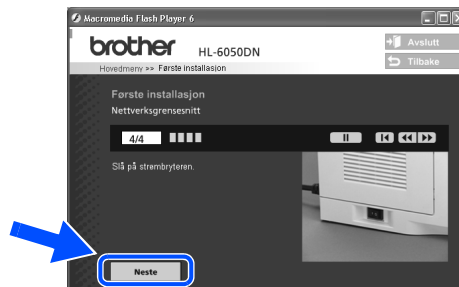 Macromedia Flash Player 6
brother HL-6050DN
Avslutt
Tilbake
Hovedmeny >> Første installasjon
Første installasjon
Nettverksgrensesnitt
4/4
Slå på strembryteren.
Neste